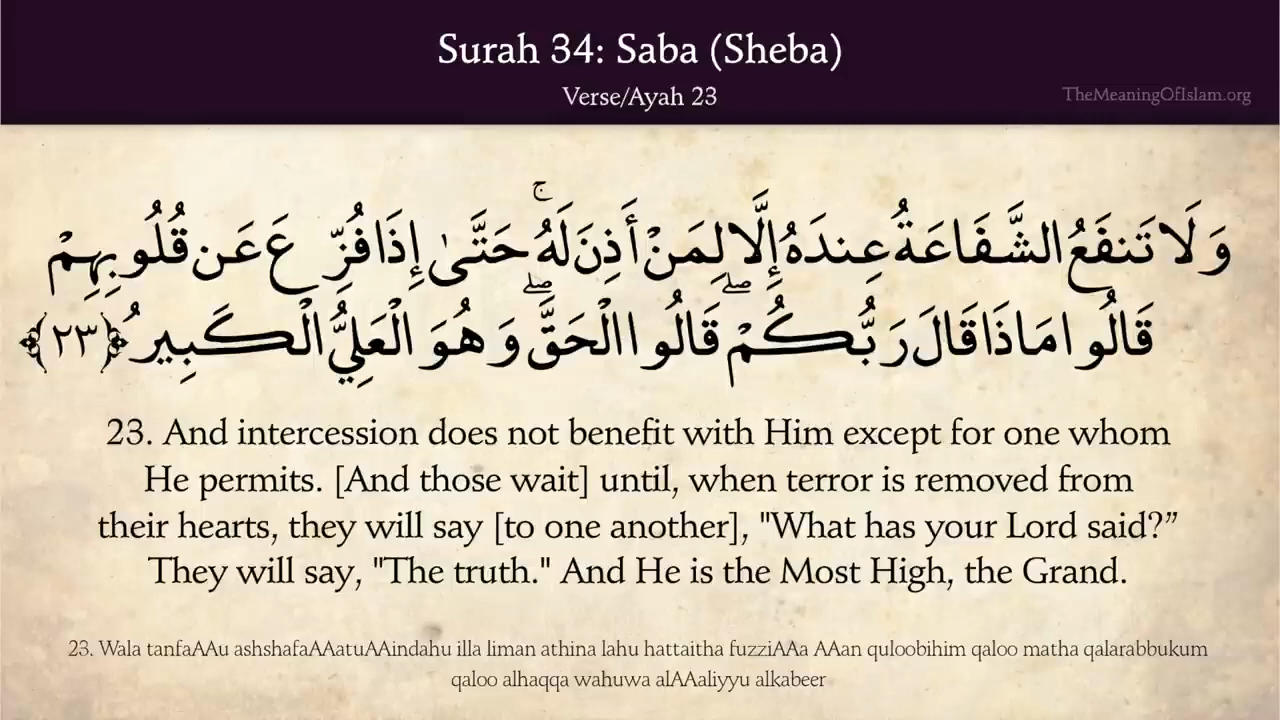 Surah 34: Saba (Sheba)
Verse/Ayah 23
TheMeaningOfIslam.org
وَلَا تَنفَعُ الشَّفَاعَةُ عِندَهُ إِلَّا لِمَنْ أَذِنَ لَهُ ۚ حَتَّىٰ إِذَا فُزِّعَ عَن قُلُوبِهِمْ
قَالُوا مَاذَا قَالَ رَبُّكُمْ ۖ قَالُوا الْحَقَّ ۖ وَهُوَ الْعَلِيُّ الْكَبِيرُ ﴿٢٣﴾
23. And intercession does not benefit with Him except for one whom
He permits. [And those wait] until, when terror is removed from
their hearts, they will say [to one another], "What has your Lord said?”
They will say, "The truth." And He is the Most High, the Grand.
23. Wala tanfaAAu ashshafaAAatuAAindahu illa liman athina lahu hattaitha fuzziAAa AAan quloobihim qaloo matha qalarabbukum
qaloo alhaqqa wahuwa alAAaliyyu alkabeer